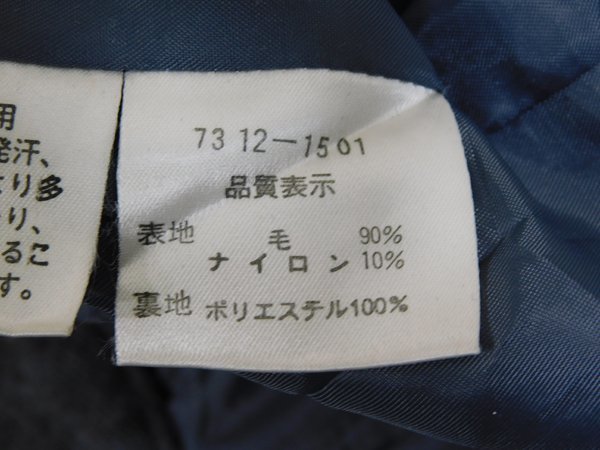 用
発汗、
より多
り、
るこ
す。
73 12-1501
品質表示
表地 毛 90%
ナイロン 10%
裏地 ポリエステル100%